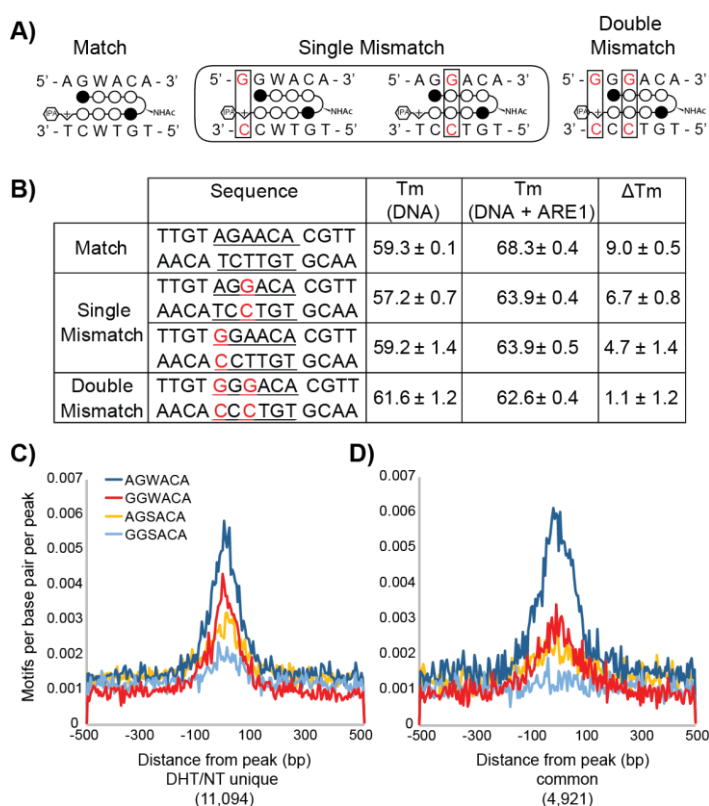 A)
Match
Single Mismatch
Double
Mismatch
5' - A G W A C A - 3'
5' - G G W A C A - 3'
5' - A G G A C A - 3'
5' - G G G A C A - 3'
IPA + NHAc
IPA + NHAc
IPA + NHAc
IPA + NHAc
3' - T C W T G T - 5'
3' - C C W T G T - 5'
3' - T C C T G T - 5'
3' - C C C T G T - 5'
B)
Sequence Tm (DNA) Tm (DNA + ARE1) ΔTm
Match TTGT AGAACA CGTT 59.3 ± 0.1 68.3± 0.4 9.0 ± 0.5
AACA TCTTGT GCAA
Single Mismatch TTGT AGGACA CGTT 57.2 ± 0.7 63.9± 0.4 6.7 ± 0.8
AACATCCTGT GCAA
TTGT GGAACA CGTT 59.2 ± 1.4 63.9± 0.5 4.7 ± 1.4
AACA CCTTGT GCAA
Double Mismatch TTGT GGGACA CGTT 61.6 ± 1.2 62.6± 0.4 1.1 ± 1.2
AACA CCCTGT GCAA
C)
0.007
0.006
0.005
0.004
0.003
0.002
0.001
0
Motifs per base pair per peak
AGWACA
GGWACA
AGSACA
GGSACA
-500 -300 -100 100 300 500
Distance from peak (bp)
DHT/NT unique
(11,094)
D)
0.007
0.006
0.005
0.004
0.003
0.002
0.001
0
-500 -300 -100 100 300 500
Distance from peak (bp)
common
(4,921)